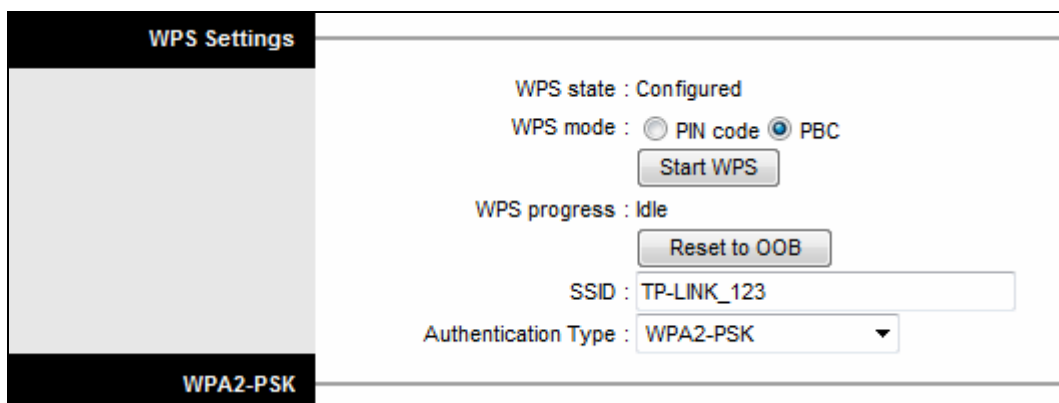 WPS Settings
WPS state : Configured
WPS mode : PIN code PBC
Start WPS
WPS progress : Idle
Reset to OOB
SSID : TP-LINK_123
Authentication Type : WPA2-PSK
WPA2-PSK